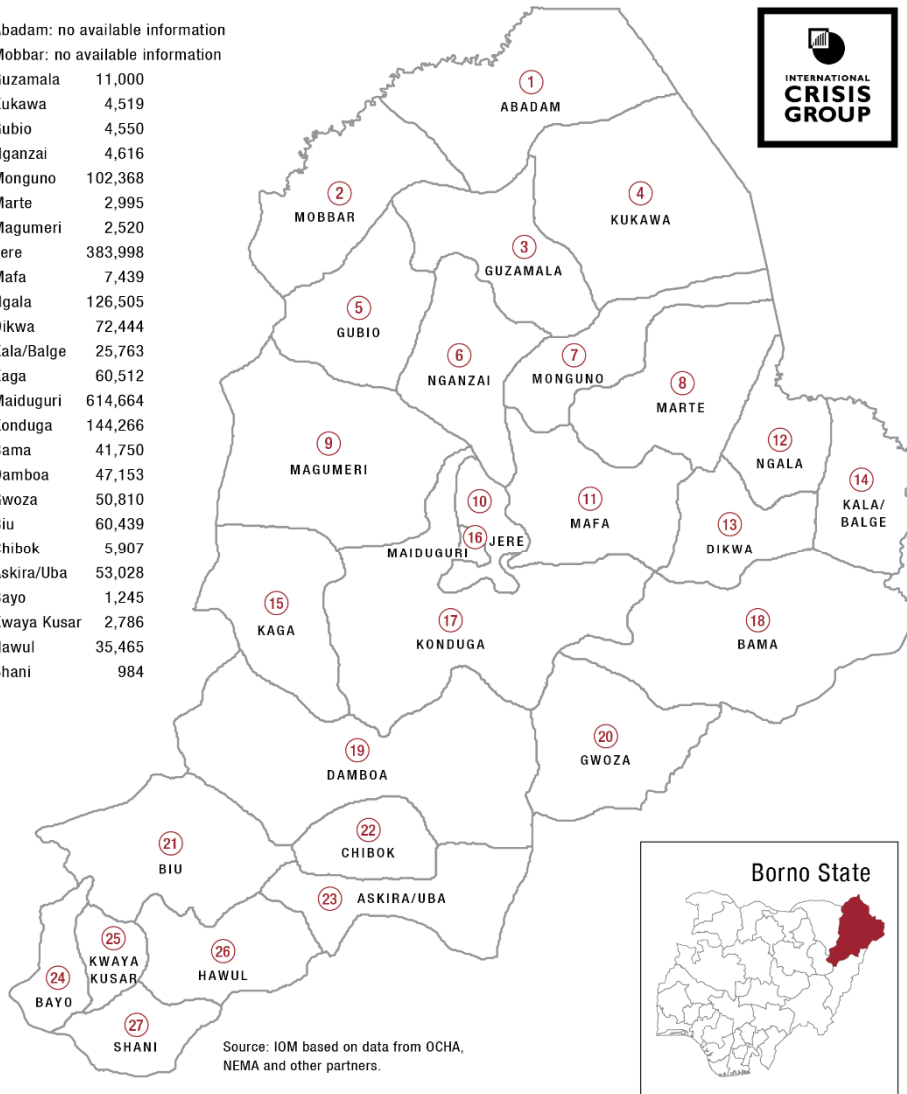 Abadam: no available information
Mobbar: no available information
Guzamala 11,000
Kukawa 4,519
Gubio 4,550
Nganzai 4,616
Monguno 102,368
Marte 2,995
Magumeri 2,520
Jere 383,998
Mafa 7,439
Ngala 126,505
Dikwa 72,444
Kala/Balge 25,763
Kaga 60,512
Maiduguri 614,664
Konduga 144,266
Bama 41,750
Damboa 47,153
Gwoza 50,810
Biu 60,439
Chibok 5,907
Askira/Uba 53,028
Bayo 1,245
Kwaya Kusar 2,786
Hawul 35,465
Shani 984
INTERNATIONAL
CRISIS
GROUP
1
ABADAM
2
MOBBAR
3
GUZAMALA
4
KUKAWA
5
GUBIO
6
NGANZAI
7
MONGUNO
8
MARTE
9
MAGUMERI
10
JERE
11
MAFA
12
NGALA
13
DIKWA
14
KALA/
BALGE
15
KAGA
16
MAIDUGURI
17
KONDUGA
18
BAMA
19
DAMBOA
20
GWOZA
21
BIU
22
CHIBOK
23
ASKIRA/UBA
24
BAYO
25
KWAYA
KUSAR
26
HAWUL
27
SHANI
Source: IOM based on data from OCHA,
NEMA and other partners.
Borno State